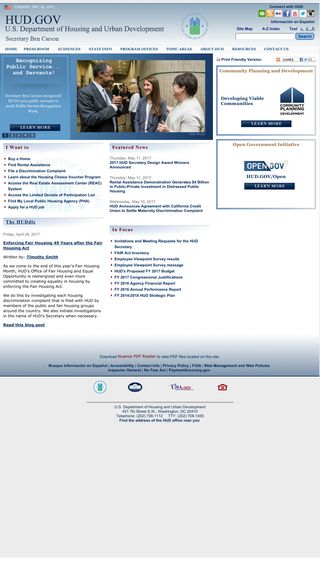 TUESDAY, MAY 16, 2017
Connect with HUD
HUD.GOV
U.S. Department of Housing and Urban Development
Secretary Ben Carson
Información en Español
Site Map A-Z Index Text A A A
Search
HOME PRESS ROOM AUDIENCES STATE INFO PROGRAM OFFICES TOPIC AREAS ABOUT HUD RESOURCES CONTACT US
Print Friendly Version SHARE
Recognizing
Public Service...
and Servants!
Secretary Ben Carson recognized
HUD's own public servants to
mark Public Service Recognition
Week.
LEARN MORE
1 2 3 4 5
Community Planning and Development
Developing Viable
Communities
COMMUNITY
PLANNING
DEVELOPMENT
LEARN MORE
Open Government Initiative
OPEN GOV
HUD.GOV/Open
LEARN MORE
I Want to
Buy a Home
Find Rental Assistance
File a Discrimination Complaint
Learn about the Housing Choice Voucher Program
Access the Real Estate Assessment Center (REAC)
System
Access the Limited Denials of Participation List
Find My Local Public Housing Agency (PHA)
Apply for a HUD job
Featured News
Thursday, May 11, 2017
2017 HUD Secretary Design Award Winners
Announced
Thursday, May 11, 2017
Rental Assistance Demonstration Generates $4 Billion
in Public-Private Investment in Distressed Public
Housing
Wednesday, May 10, 2017
HUD Announces Agreement with California Credit
Union to Settle Maternity Discrimination Complaint
The HUDdle
Friday, April 28, 2017
Enforcing Fair Housing 49 Years after the Fair
Housing Act
Written by: Timothy Smith
As we come to the end of this year's Fair Housing
Month, HUD's Office of Fair Housing and Equal
Opportunity is reenergized and even more
committed to creating equality in housing by
enforcing the Fair Housing Act.
We do this by investigating each housing
discrimination complaint that is filed with HUD by
members of the public and fair housing groups
around the country. We also initiate investigations
in the name of HUD's Secretary when necessary.
Read this blog post
In Focus
Invitations and Meeting Requests for the HUD
Secretary
FAIR Act Inventory
Employee Viewpoint Survey results
Employee Viewpoint Survey message
HUD's Proposed FY 2017 Budget
FY 2017 Congressional Justifications
FY 2016 Agency Financial Report
FY 2016 Annual Performance Report
FY 2014-2018 HUD Strategic Plan
Download Nuance PDF Reader to view PDF files located on this site.
Busque Información en Español | Accessibility | Contact Info | Privacy Policy | FOIA | Web Management and Web Policies
Inspector General | No Fear Act | PaymentAccuracy.gov
USA.gov
U.S. Department of Housing and Urban Development
451 7th Street S.W., Washington, DC 20410
Telephone: (202) 708-1112 TTY: (202) 708-1455
Find the address of the HUD office near you